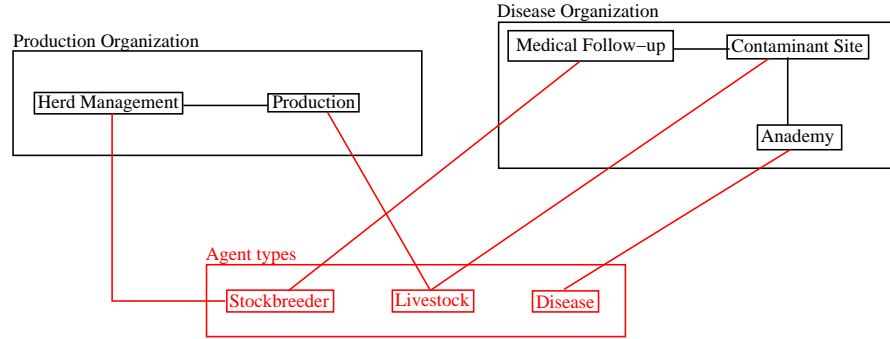 Disease Organization
Production Organization
Medical Follow–up
Contaminant Site
Herd Management
Production
Anademy
Agent types
Stockbreeder
Livestock
Disease